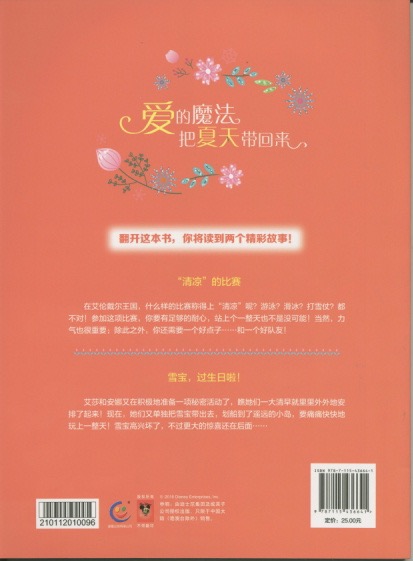 爱的魔法
把夏天带回来
翻开这本书，你将读到两个精彩故事！
“清凉”的比赛
在艾伦戴尔王国，什么样的比赛称得上“清凉”呢？游泳？溜冰？打雪仗？都
不对！参加这项比赛，你要有足够的耐心，站上个一整天也不是没可能！当然，力
气也很重要；除此之外，你还需要一个好点子……和一个好队友！
雪宝，过生日啦！
艾莎和安娜又在积极地准备一项秘密活动了，瞧她们一大清早就里里外外地安
排了起来！现在，她们又单独把雪宝带出去，划船到了遥远的小岛，要痛痛快快地
玩上一整天！雪宝高兴坏了，不过更大的惊喜还在后面……
210112010096
© 2016 Disney Enterprises, Inc.
定价：25.00元